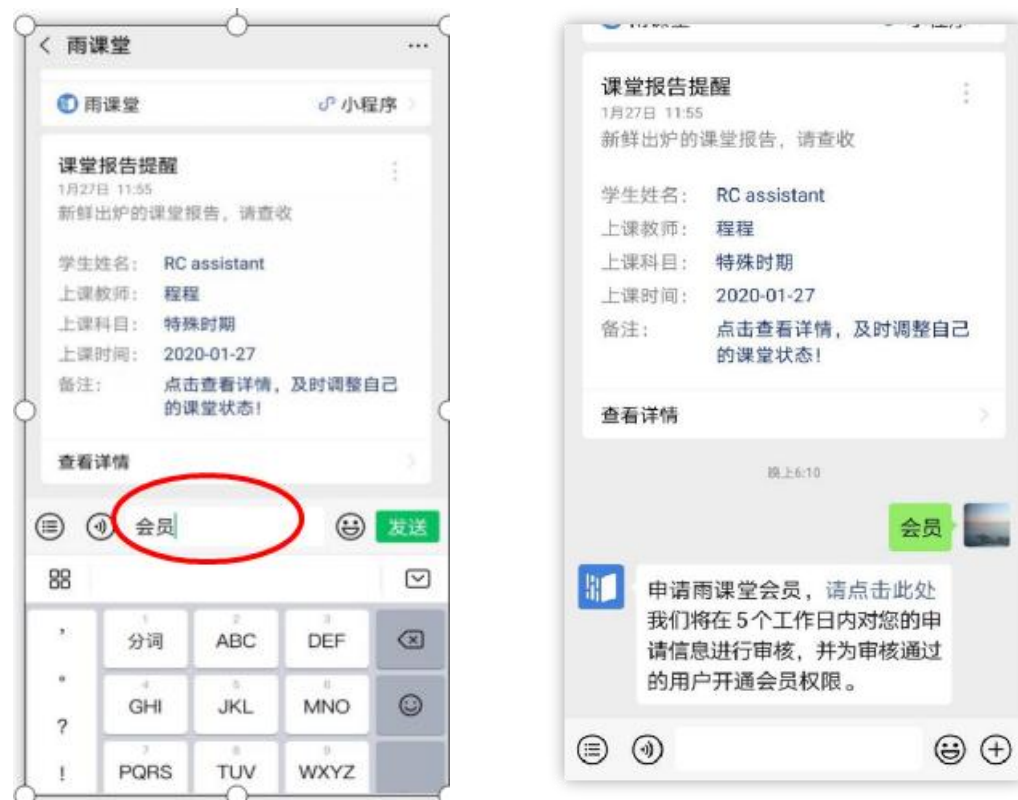 雨课堂
雨课堂
小程序
课堂报告提醒
1月27日 11:55
新鲜出炉的课堂报告，请查收
学生姓名： RC assistant
上课教师： 程程
上课科目： 特殊时期
上课时间： 2020-01-27
备注： 点击查看详情，及时调整自己
的课堂状态！
查看详情
会员
发送
，
1
分词
2
ABC
3
DEF
。
4
GHI
5
JKL
6
MNO
？
！
7
PQRS
8
TUV
9
WXYZ
课堂报告提醒
1月27日 11:55
新鲜出炉的课堂报告，请查收
学生姓名： RC assistant
上课教师： 程程
上课科目： 特殊时期
上课时间： 2020-01-27
备注： 点击查看详情，及时调整自己
的课堂状态！
查看详情
晚上6:10
会员
申请雨课堂会员，请点击此处
我们将在5个工作日内对您的申
请信息进行审核，并为审核通过
的用户开通会员权限。